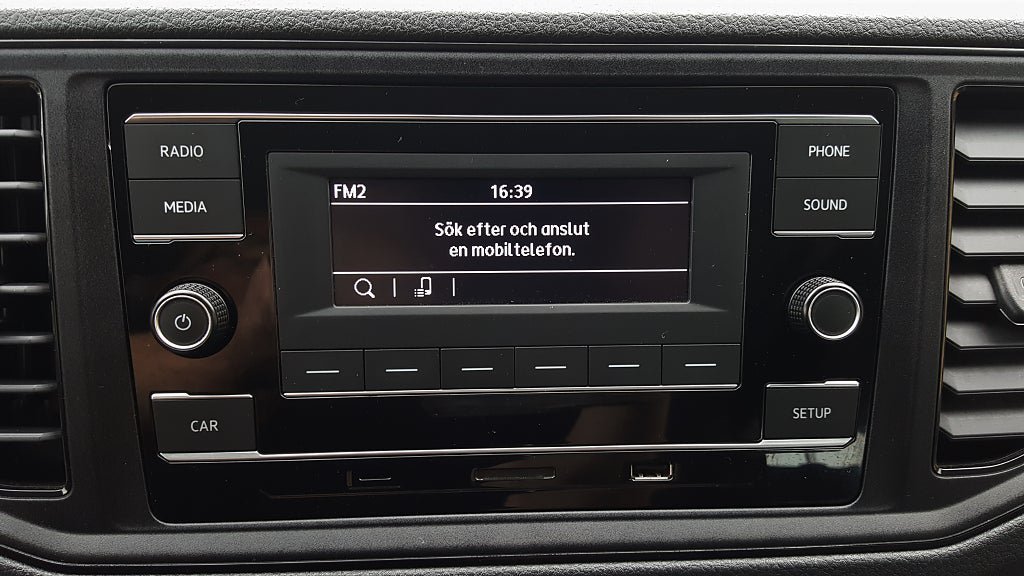 RADIO
MEDIA
FM2 16:39
Sök efter och anslut
en mobiltelefon.
PHONE
SOUND
CAR
SETUP